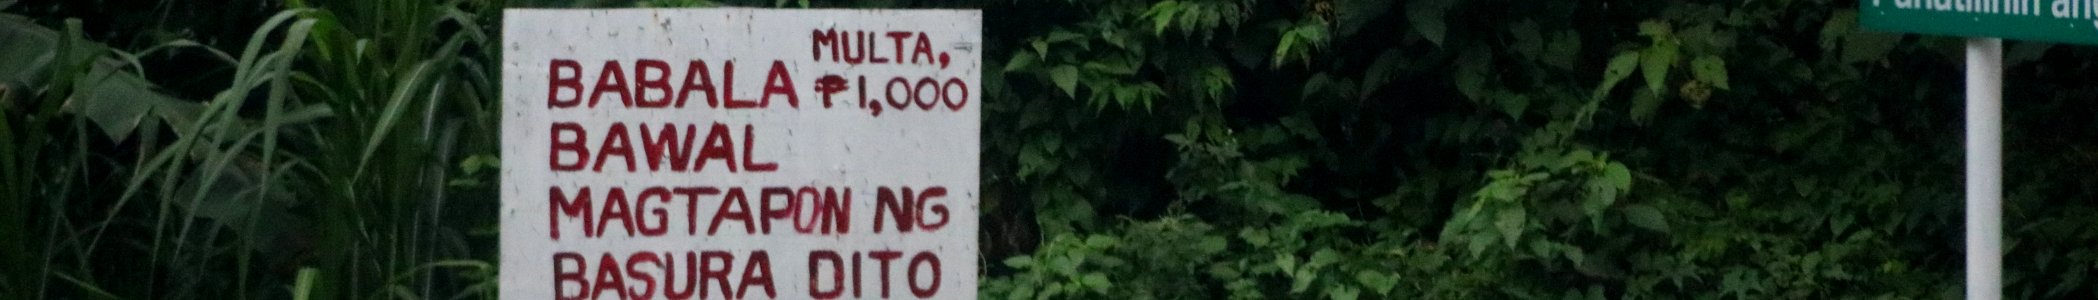 BABALA MULTA, ₱1,000
BAWAL
MAGTAPON NG
BASURA DITO